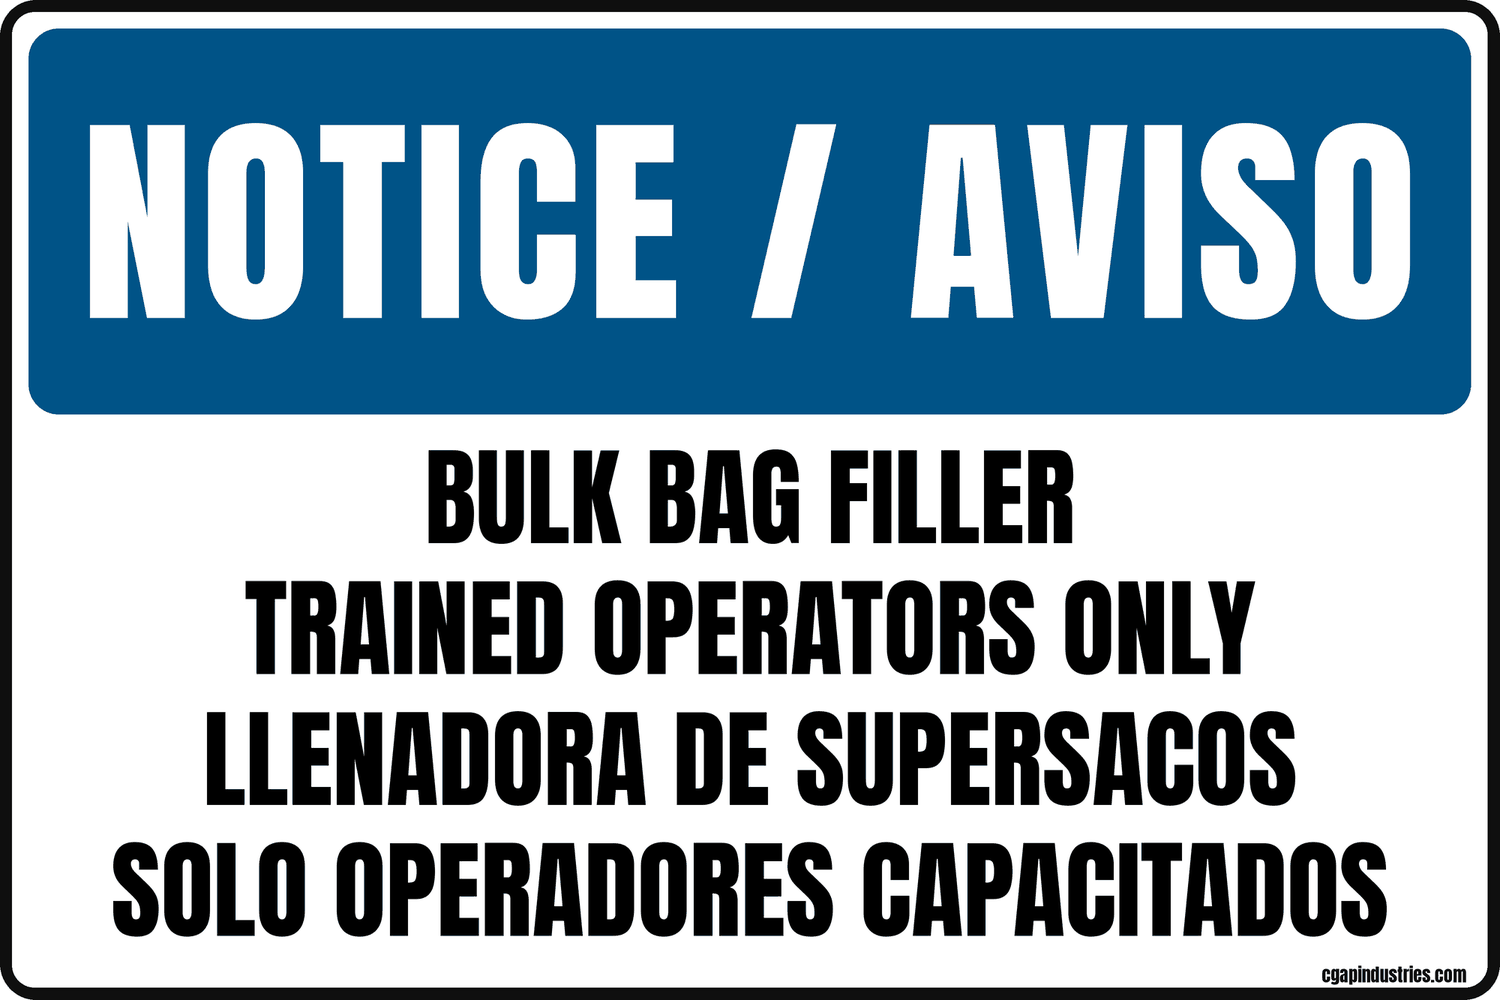 NOTICE / AVISO
BULK BAG FILLER
TRAINED OPERATORS ONLY
LLENADORA DE SUPERSACOS
SOLO OPERADORES CAPACITADOS
cgapindustries.com